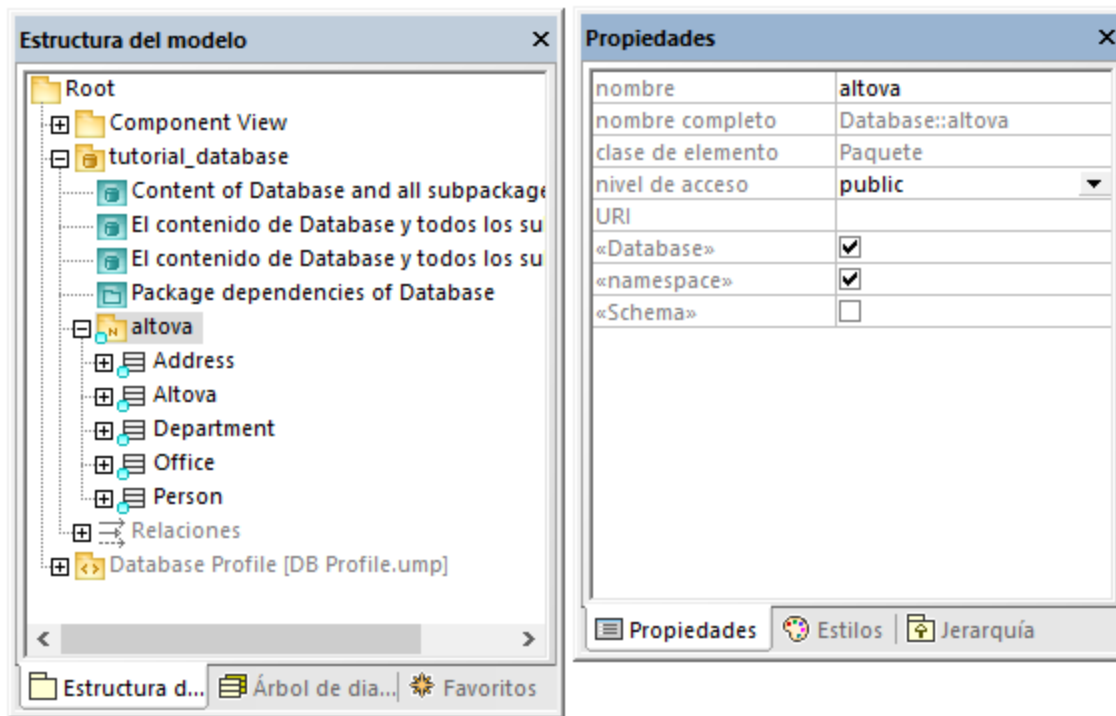 Estructura del modelo
Root
Component View
tutorial_database
Content of Database and all subpackage
El contenido de Database y todos los su
El contenido de Database y todos los su
Package dependencies of Database
altova
Address
Altova
Department
Office
Person
Relaciones
Database Profile [DB Profile.ump]
Estructura d...
Árbol de dia...
Favoritos
Propiedades
nombre altova
nombre completo Database::altova
clase de elemento Paquete
nivel de acceso public
URI
«Database»
«namespace»
«Schema»
Propiedades
Estilos
Jerarquía